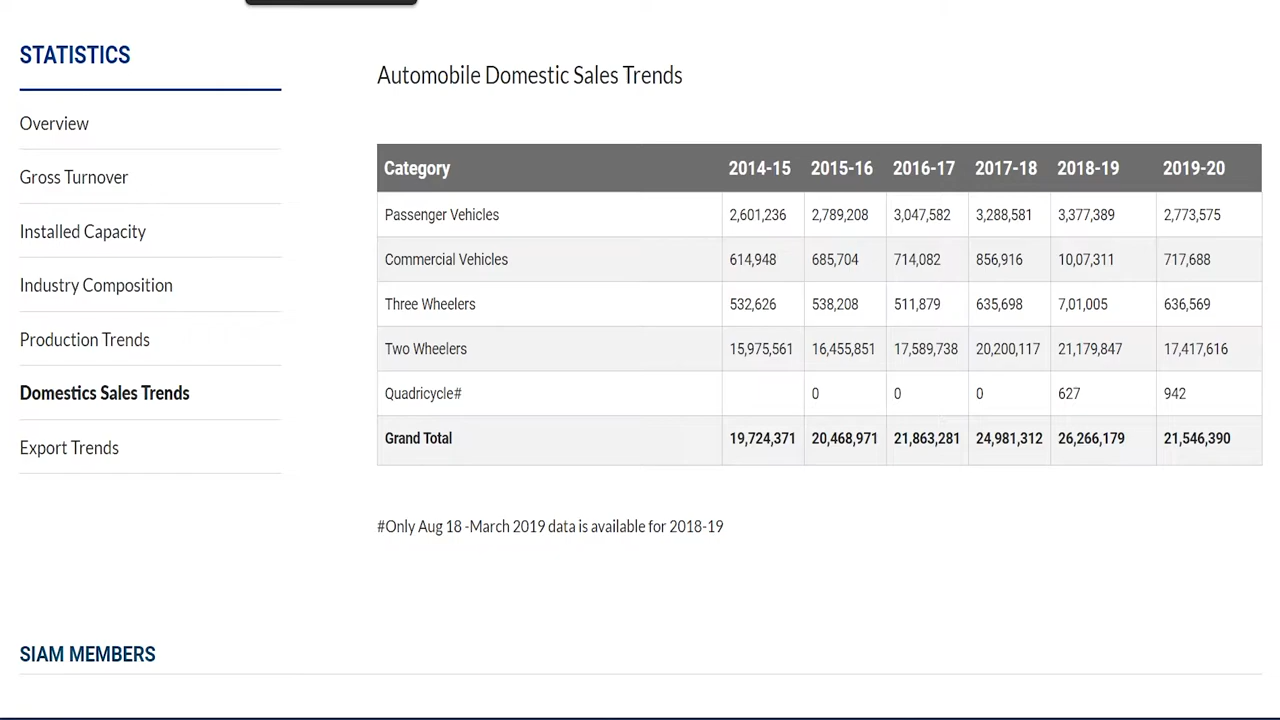 STATISTICS
Overview
Gross Turnover
Installed Capacity
Industry Composition
Production Trends
Domestics Sales Trends
Export Trends
Automobile Domestic Sales Trends
Category 2014-15 2015-16 2016-17 2017-18 2018-19 2019-20
Passenger Vehicles 2,601,236 2,789,208 3,047,582 3,288,581 3,377,389 2,773,575
Commercial Vehicles 614,948 685,704 714,082 856,916 10,07,311 717,688
Three Wheelers 532,626 538,208 511,879 635,698 7,01,005 636,569
Two Wheelers 15,975,561 16,455,851 17,589,738 20,200,117 21,179,847 17,417,616
Quadricycle# 0 0 0 627 942
Grand Total 19,724,371 20,468,971 21,863,281 24,981,312 26,266,179 21,546,390
#Only Aug 18 -March 2019 data is available for 2018-19
SIAM MEMBERS